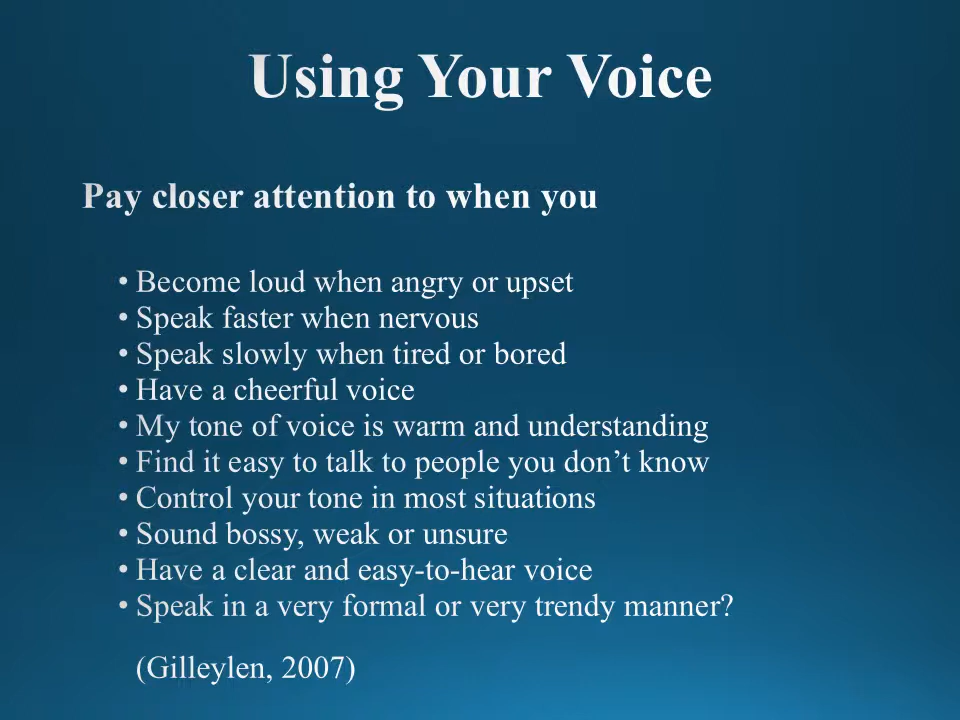 Using Your Voice
Pay closer attention to when you
• Become loud when angry or upset
• Speak faster when nervous
• Speak slowly when tired or bored
• Have a cheerful voice
• My tone of voice is warm and understanding
• Find it easy to talk to people you don’t know
• Control your tone in most situations
• Sound bossy, weak or unsure
• Have a clear and easy-to-hear voice
• Speak in a very formal or very trendy manner?
(Gilleylen, 2007)